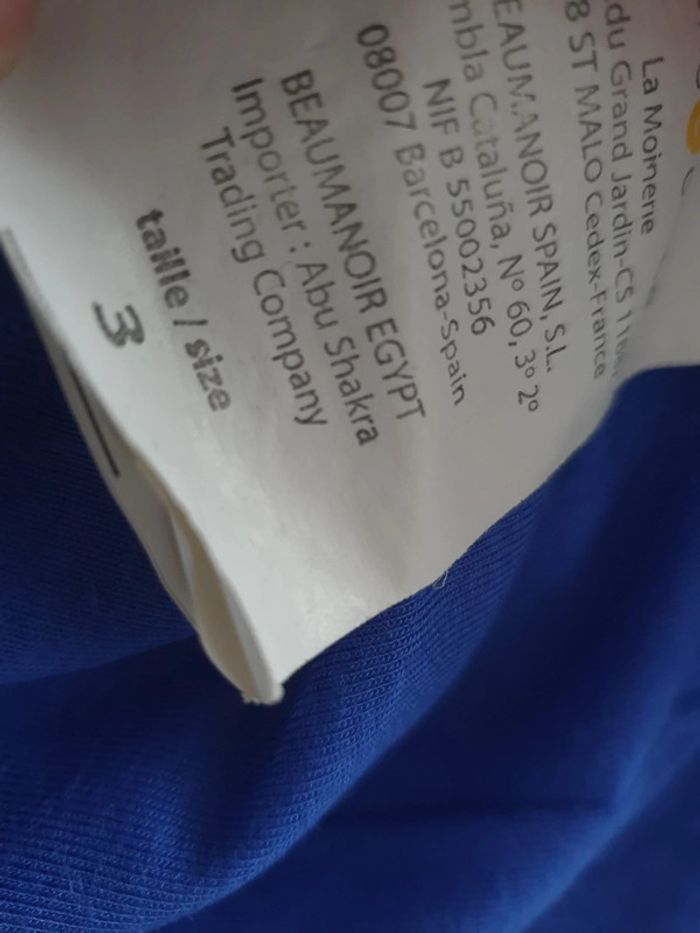 La Moinerie
du Grand Jardin-CS
8 ST MALO Cedex-France
EAUMANOIR SPAIN, S.L.
mbla Cataluña, Nº 60, 3º 2º
NIF B 55002356
08007 Barcelona-Spain
BEAUMANOIR EGYPT
Importer : Abu Shakra
Trading Company
taille / size
3